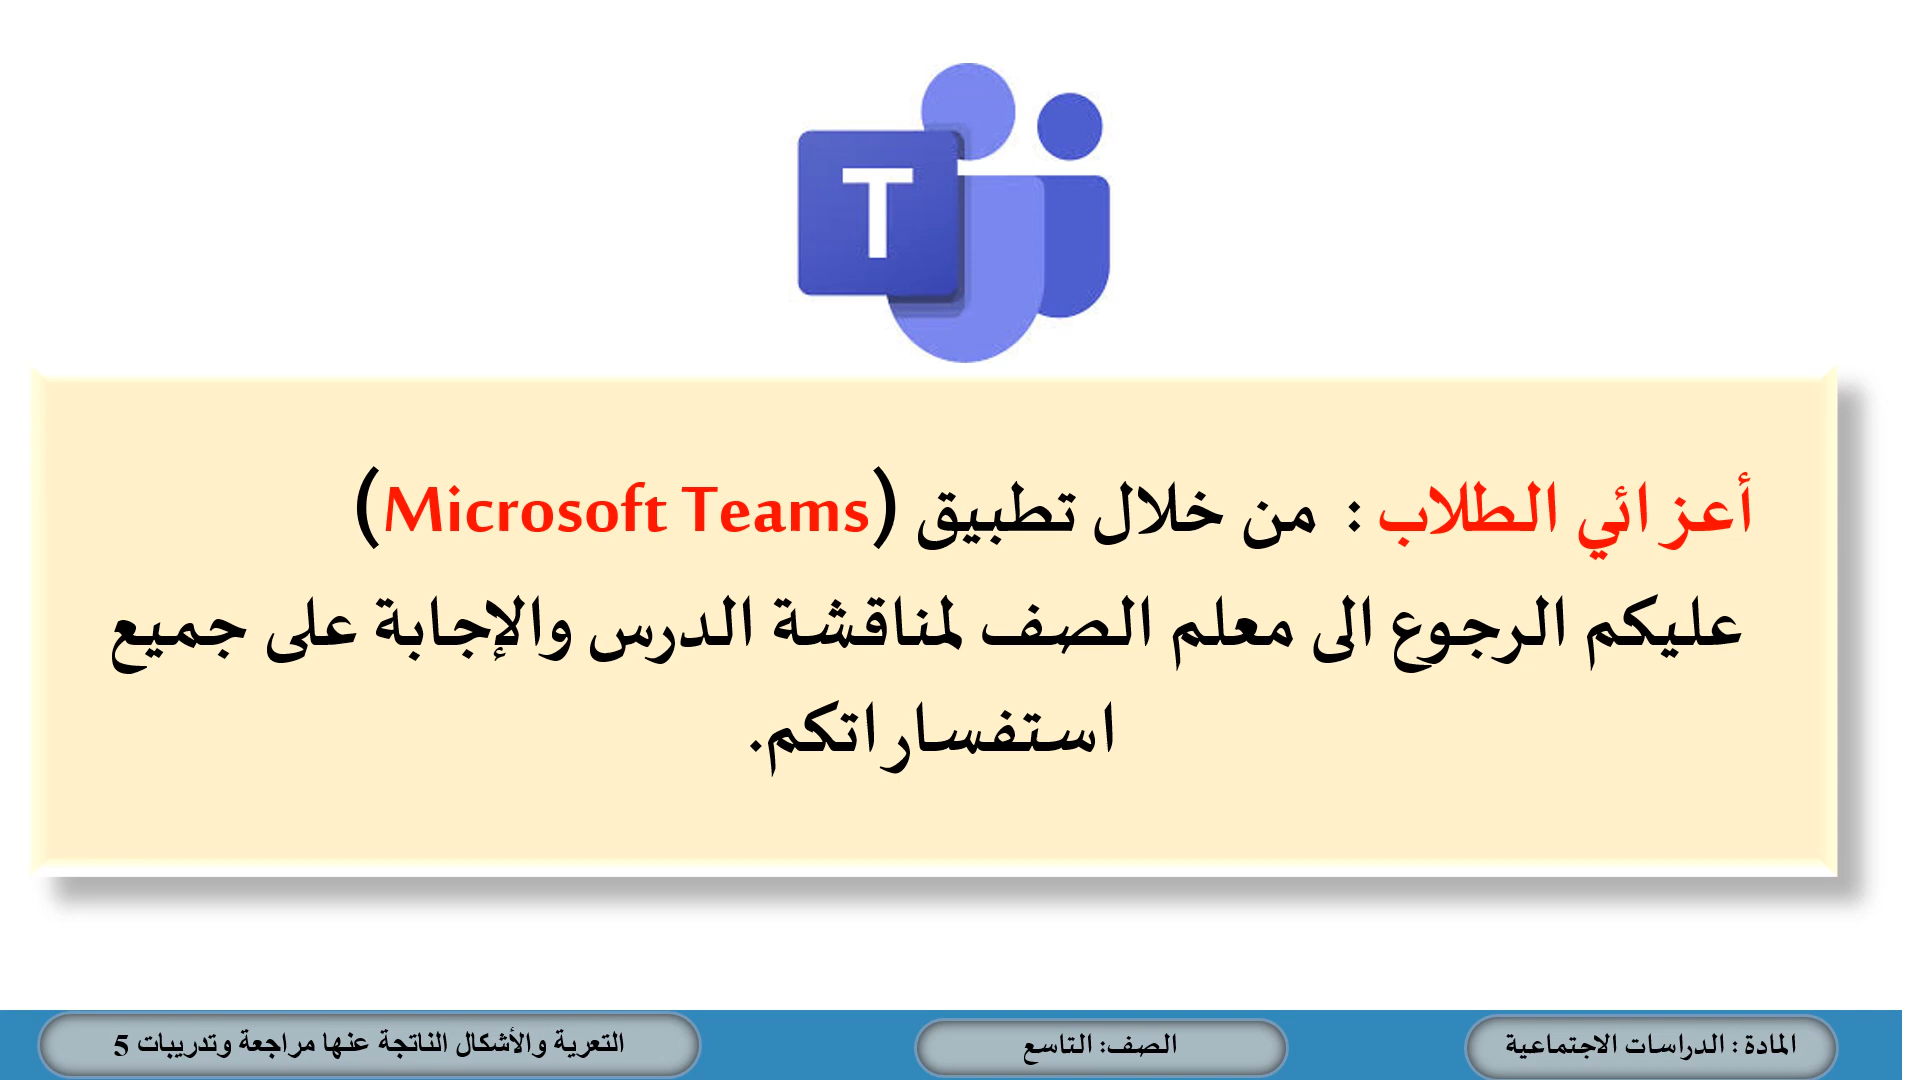 T
أعزائي الطلاب : من خلال تطبيق (Microsoft Teams)
عليكم الرجوع الى معلم الصف لمناقشة الدرس والإجابة على جميع
استفساراتكم.
المادة : الدراسات الاجتماعية
الصف: التاسع
التعرية والأشكال الناتجة عنها مراجعة وتدريبات 5